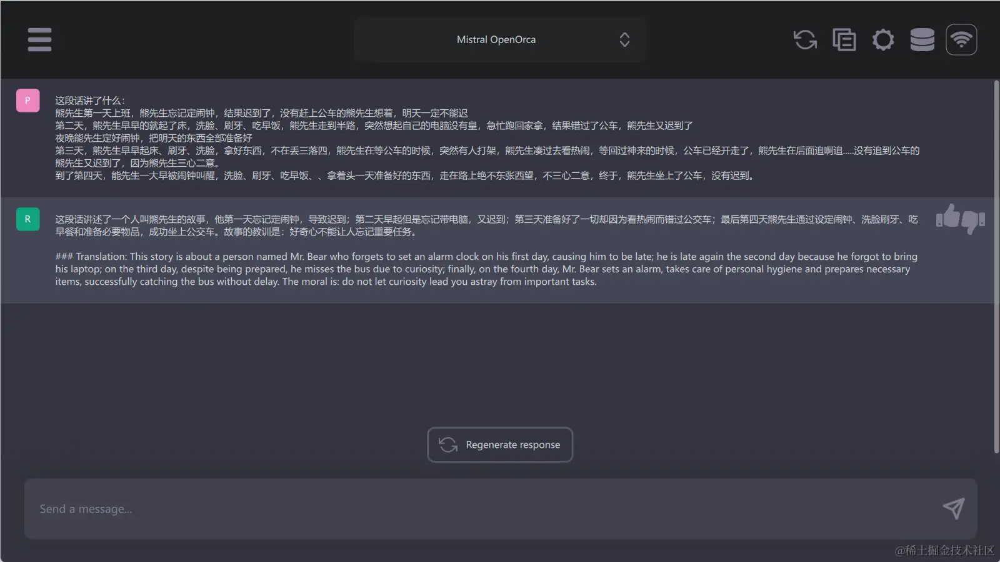 Mistral OpenOrca
P
这段话讲了什么：
熊先生第一天上班，熊先生忘记定闹钟，结果迟到了，没有赶上公车的熊先生想着，明天一定不能迟
第二天，熊先生早早的就起了床，洗脸、刷牙、吃早饭，熊先生走到半路，突然想起自己的电脑没有皇，急忙跑回家拿，结果错过了公车，熊先生又迟到了
夜晚能先生定好闹钟，把明天的东西全部准备好
第三天，熊先生早早起床、刷牙、洗脸，拿好东西，不在丢三落四，熊先生在等公车的时候，突然有人打架，熊先生凑过去看热闹，等回过神来的时候，公车已经开走了，熊先生在后面追啊追.....没有追到公车的
熊先生又迟到了，因为熊先生三心二意。
到了第四天，能先生一大早被闹钟叫醒，洗脸、刷牙、吃早饭、、拿着头一天准备好的东西，走在路上绝不东张西望，不三心二意，终于，熊先生坐上了公车，没有迟到。
R
这段话讲述了一个人叫熊先生的故事，他第一天忘记定闹钟，导致迟到；第二天早起但是忘记带电脑，又迟到；第三天准备好了一切却因为看热闹而错过公交车；最后第四天熊先生通过设定闹钟、洗脸刷牙、吃
早餐和准备必要物品，成功坐上公交车。故事的教训是：好奇心不能让人忘记重要任务。
### Translation: This story is about a person named Mr. Bear who forgets to set an alarm clock on his first day, causing him to be late; he is late again the second day because he forgot to bring
his laptop; on the third day, despite being prepared, he misses the bus due to curiosity; finally, on the fourth day, Mr. Bear sets an alarm, takes care of personal hygiene and prepares necessary
items, successfully catching the bus without delay. The moral is: do not let curiosity lead you astray from important tasks.
Regenerate response
Send a message...
@稀土掘金技术社区